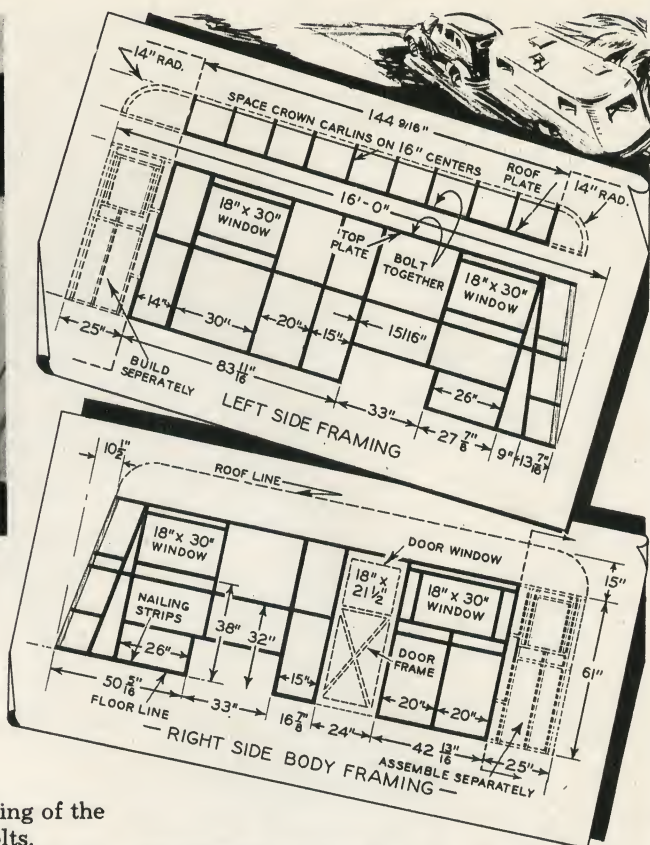 14" RAD.
144 9/16"
SPACE CROWN CARLINS ON 16" CENTERS
ROOF
PLATE
14" RAD.
16'-0"
18" X 30"
WINDOW
TOP
PLATE
BOLT
TOGETHER
18" X 30"
WINDOW
14"
30"
20"
15"
15 1/16"
26"
25"
BUILD
SEPERATELY
83 11/16"
33"
27 7/8"
9"
13 7/16"
LEFT SIDE FRAMING
10 1/2"
ROOF LINE
DOOR WINDOW
18" X 30"
WINDOW
18" X
21 1/2"
18" X 30"
WINDOW
15"
NAILING
STRIPS
38"
32"
61"
26"
DOOR
FRAME
15"
20"
20"
50 5/16"
FLOOR LINE
33"
16 7/8"
24"
42 13/16"
25"
ASSEMBLE SEPARATELY
-RIGHT SIDE BODY FRAMING-
ing of the
lts.